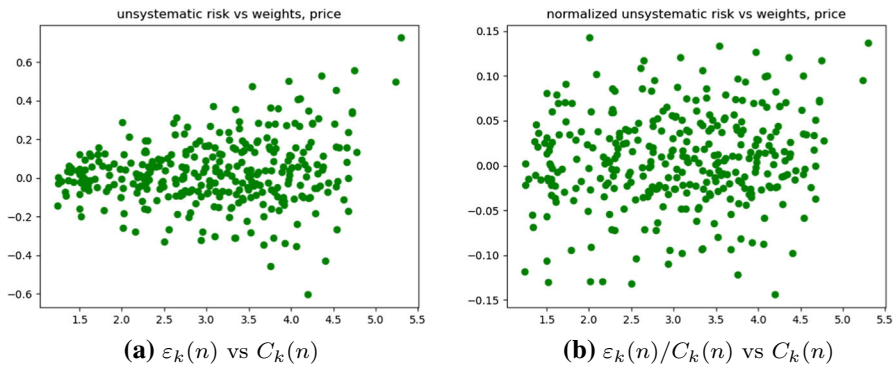 unsystematic risk vs weights, price
0.6
0.4
0.2
0.0
−0.2
−0.4
−0.6
1.5 2.0 2.5 3.0 3.5 4.0 4.5 5.0 5.5
(a) εₖ(n) vs Cₖ(n)
normalized unsystematic risk vs weights, price
0.15
0.10
0.05
0.00
−0.05
−0.10
−0.15
1.5 2.0 2.5 3.0 3.5 4.0 4.5 5.0 5.5
(b) εₖ(n)/Cₖ(n) vs Cₖ(n)